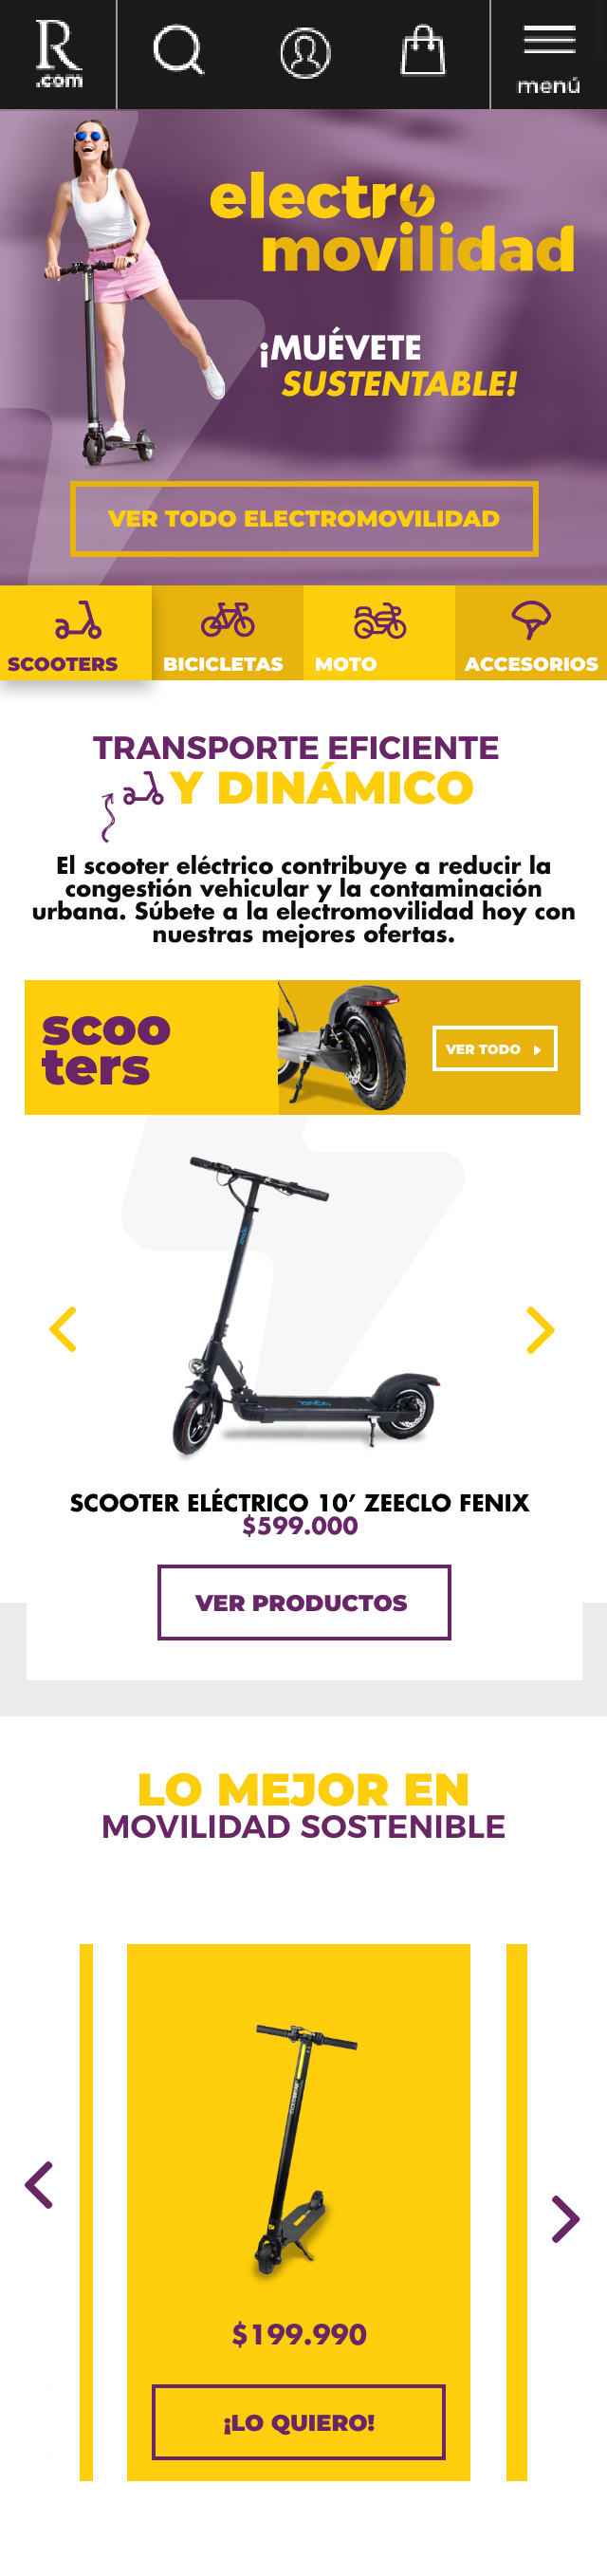 R
.com
menú
electro
movilidad
¡MUÉVETE
SUSTENTABLE!
VER TODO ELECTROMOVILIDAD
SCOOTERS
BICICLETAS
MOTO
ACCESORIOS
TRANSPORTE EFICIENTE
Y DINÁMICO
El scooter eléctrico contribuye a reducir la
congestión vehicular y la contaminación
urbana. Súbete a la electromovilidad hoy con
nuestras mejores ofertas.
scoo
ters
VER TODO
SCOOTER ELÉCTRICO 10’ ZEECLO FENIX
$599.000
VER PRODUCTOS
LO MEJOR EN
MOVILIDAD SOSTENIBLE
$199.990
¡LO QUIERO!